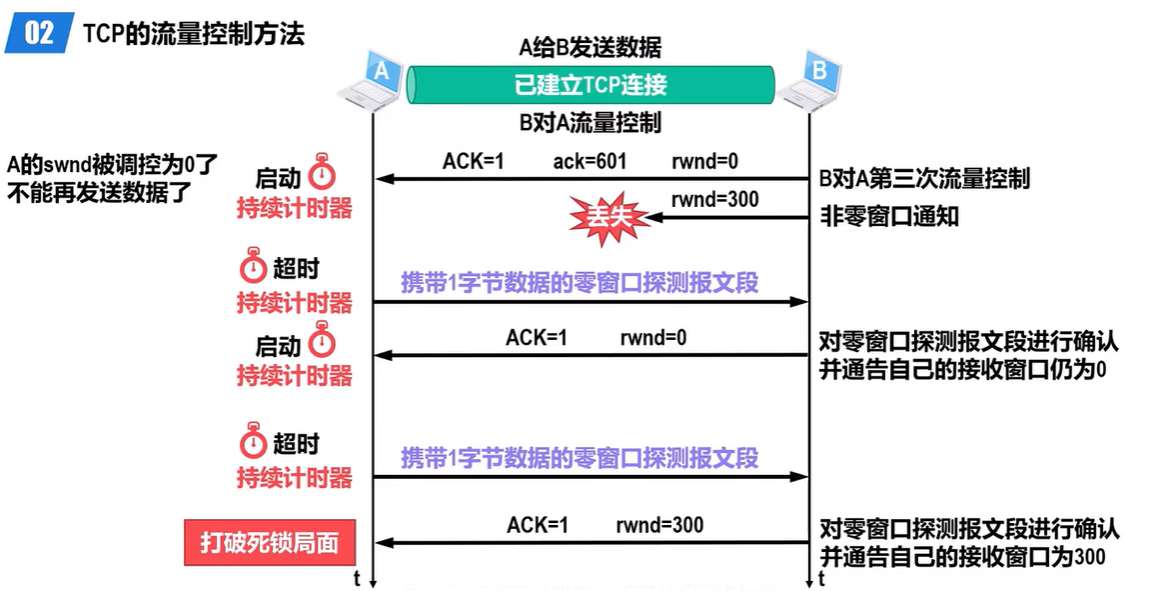 02 TCP的流量控制方法
A给B发送数据
A
已建立TCP连接
B
B对A流量控制
A的swnd被调控为0了
不能再发送数据了
启动
持续计时器
ACK=1 ack=601 rwnd=0
B对A第三次流量控制
丢失
rwnd=300
非零窗口通知
超时
持续计时器
携带1字节数据的零窗口探测报文段
启动
持续计时器
ACK=1 rwnd=0
对零窗口探测报文段进行确认
并通告自己的接收窗口仍为0
超时
持续计时器
携带1字节数据的零窗口探测报文段
打破死锁局面
ACK=1 rwnd=300
对零窗口探测报文段进行确认
并通告自己的接收窗口为300
t
t